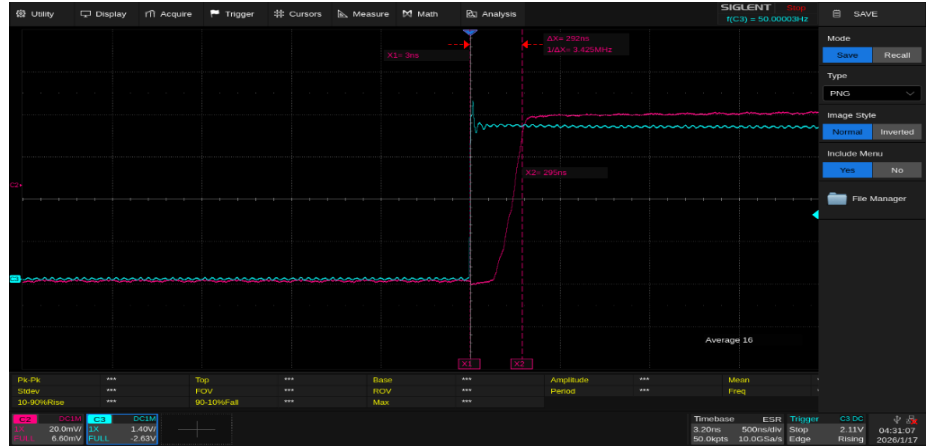 Utility Display Acquire Trigger Cursors Measure Math Analysis SIGLENT Stop SAVE
f(C3) = 50.00003Hz
Mode
Save Recall
Type
PNG
Image Style
Normal Inverted
Include Menu
Yes No
File Manager
ΔX= 292ns
1/ΔX= 3.425MHz
X1= 3ns
X2= 295ns
C2
C3
Average 16
X1 X2
Pk-Pk *** Top *** Base *** Amplitude *** Mean
Stdev *** FOV *** ROV *** Period *** Freq
10-90%Rise *** 90-10%Fall *** Max ***
C2 DC1M C3 DC1M Timebase ESR Trigger C3 DC
1X 20.0mV/ 1X 1.40V/ 3.20ns 500ns/div Stop 2.11V 04:31:07
FULL 6.60mV FULL -2.63V 50.0kpts 10.0GSa/s Edge Rising 2026/1/17